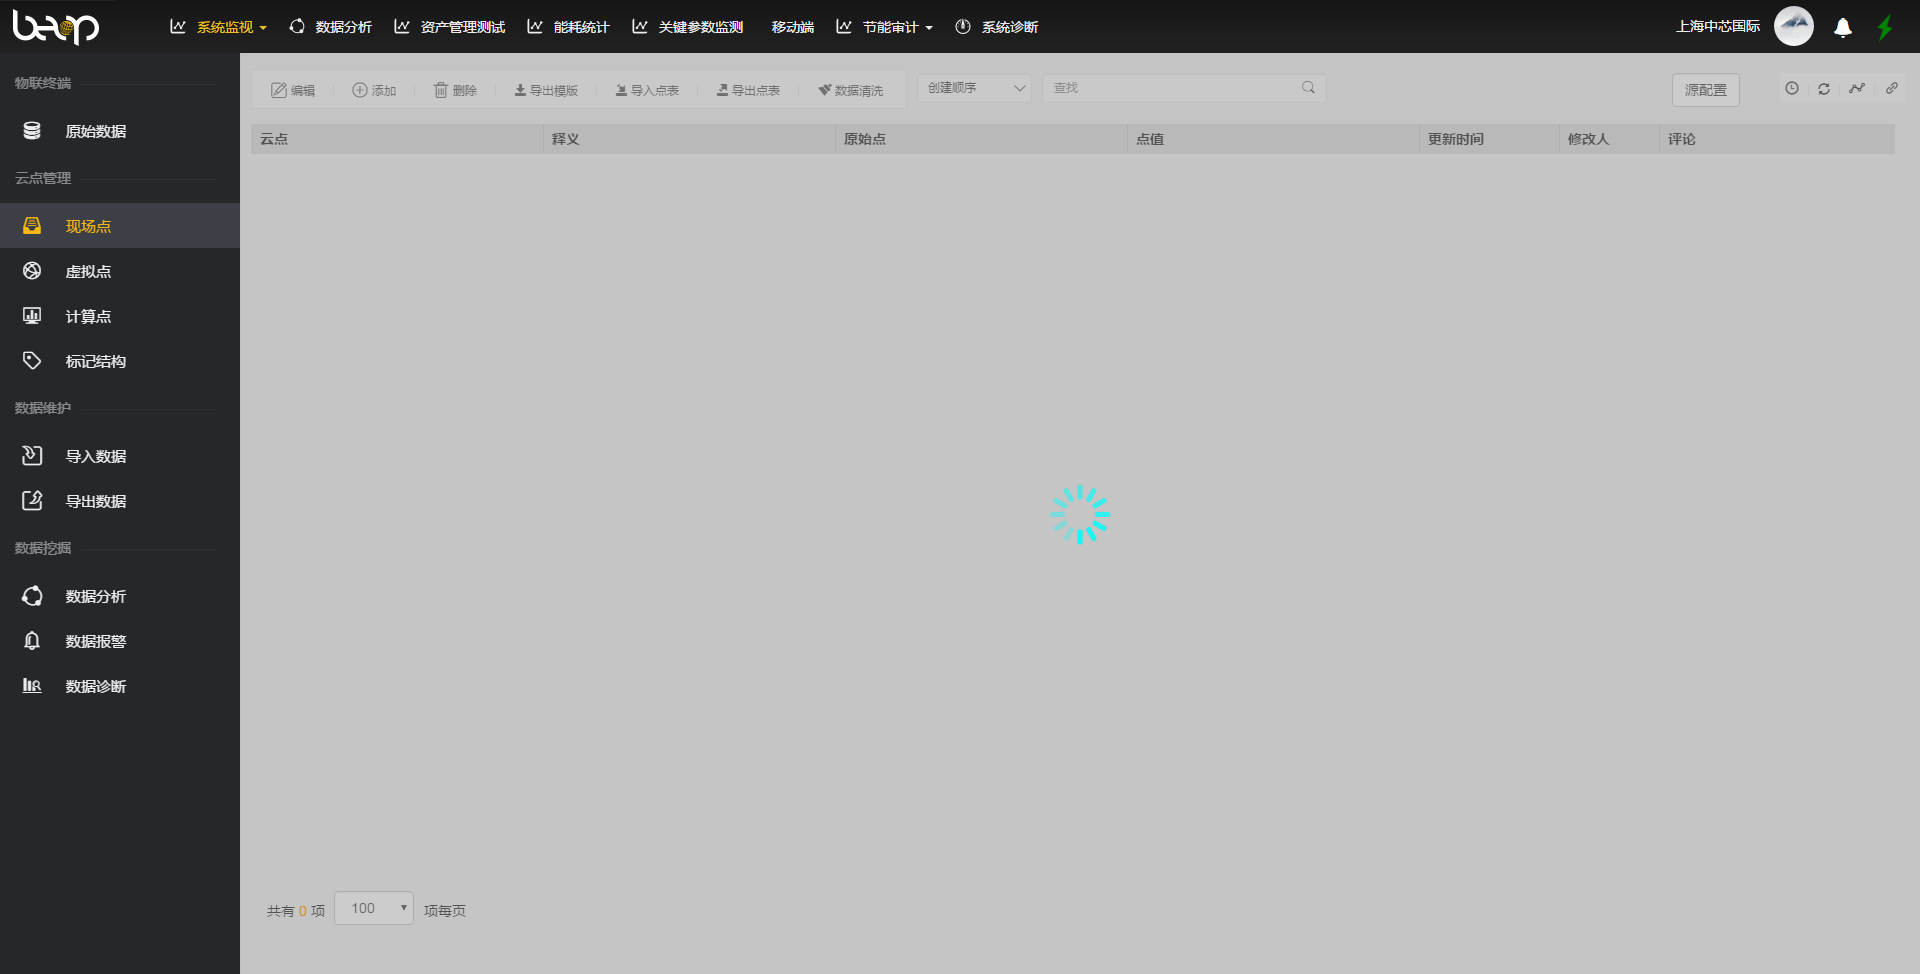 beop
系统监视
数据分析
资产管理测试
能耗统计
关键参数监测
移动端
节能审计
系统诊断
上海中芯国际
物联终端
原始数据
云点管理
现场点
虚拟点
计算点
标记结构
数据维护
导入数据
导出数据
数据挖掘
数据分析
数据报警
数据诊断
编辑
添加
删除
导出模版
导入点表
导出点表
数据清洗
创建顺序
查找
源配置
云点
释义
原始点
点值
更新时间
修改人
评论
共有 0 项 100 项每页